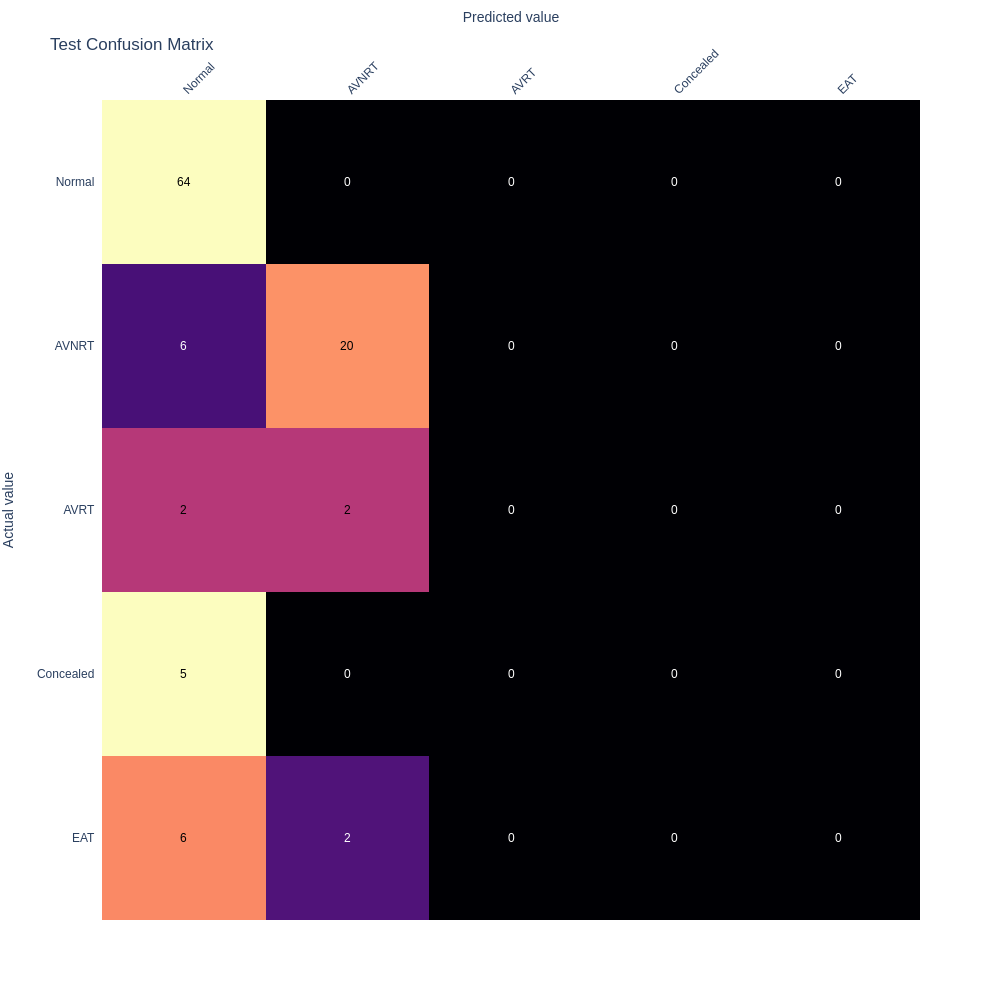 Predicted value
Test Confusion Matrix
Normal AVNRT AVRT Concealed EAT
Normal 64 0 0 0 0
AVNRT 6 20 0 0 0
AVRT 2 2 0 0 0
Concealed 5 0 0 0 0
EAT 6 2 0 0 0
Actual value